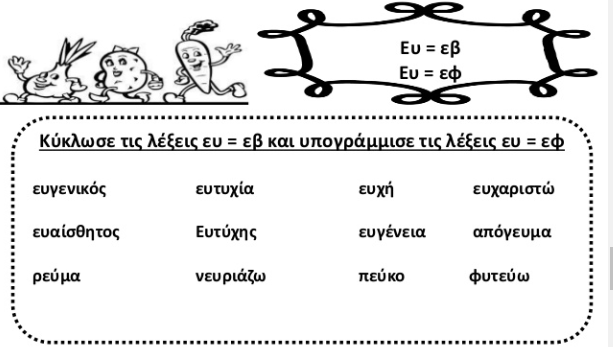 Ευ = εβ
Ευ = εφ
Κύκλωσε τις λέξεις ευ = εβ και υπογράμμισε τις λέξεις ευ = εφ
ευγενικός ευτυχία ευχή ευχαριστώ
ευαίσθητος Ευτύχης ευγένεια απόγευμα
ρεύμα νευριάζω πεύκο φυτεύω